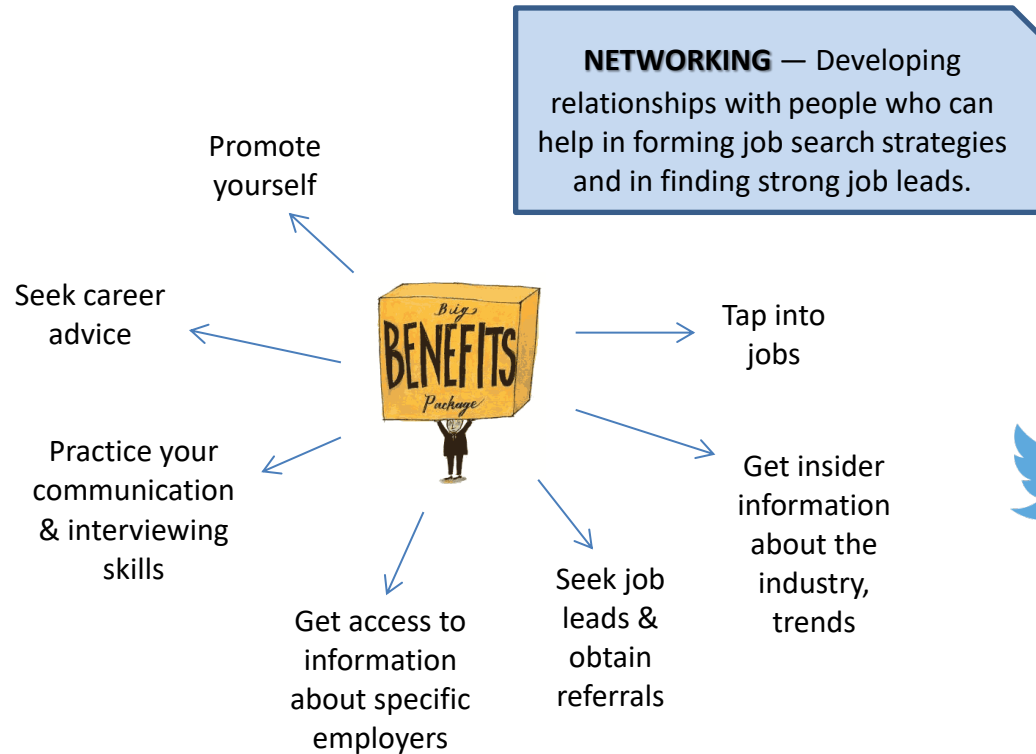 NETWORKING — Developing
relationships with people who can
help in forming job search strategies
and in finding strong job leads.
Promote
yourself
Seek career
advice
Big
BENEFITS
Package
Tap into
jobs
Practice your
communication
& interviewing
skills
Get insider
information
about the
industry,
trends
Seek job
leads &
obtain
referrals
Get access to
information
about specific
employers